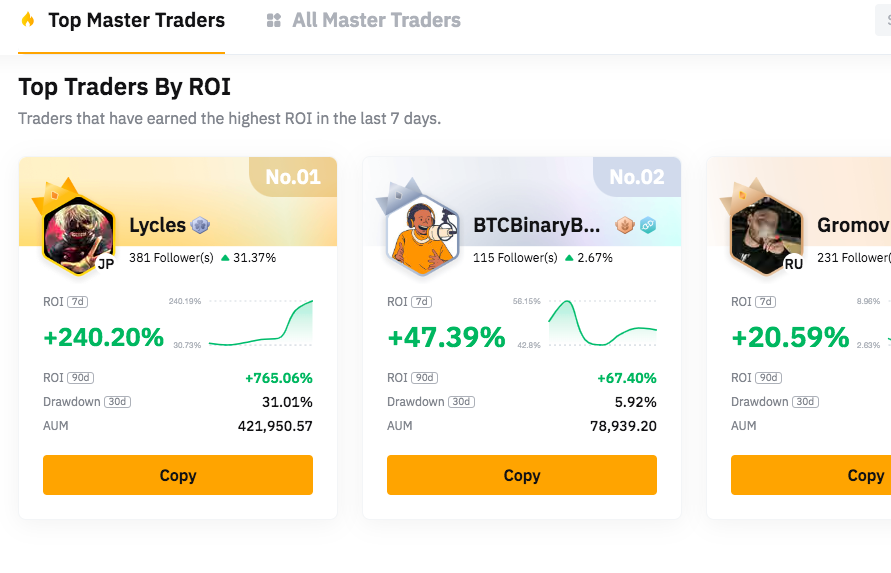 Top Master Traders
All Master Traders
Top Traders By ROI
Traders that have earned the highest ROI in the last 7 days.
No.01
Lycles
JP
381 Follower(s) 31.37%
ROI 7d
+240.20%
240.19%
30.73%
ROI 90d +765.06%
Drawdown 30d 31.01%
AUM 421,950.57
Copy
No.02
BTCBinaryB...
115 Follower(s) 2.67%
ROI 7d
+47.39%
56.15%
42.8%
ROI 90d +67.40%
Drawdown 30d 5.92%
AUM 78,939.20
Copy
Gromov
RU
231 Follower(
ROI 7d
+20.59%
2.63%
ROI 90d
Drawdown 30d
AUM
Copy